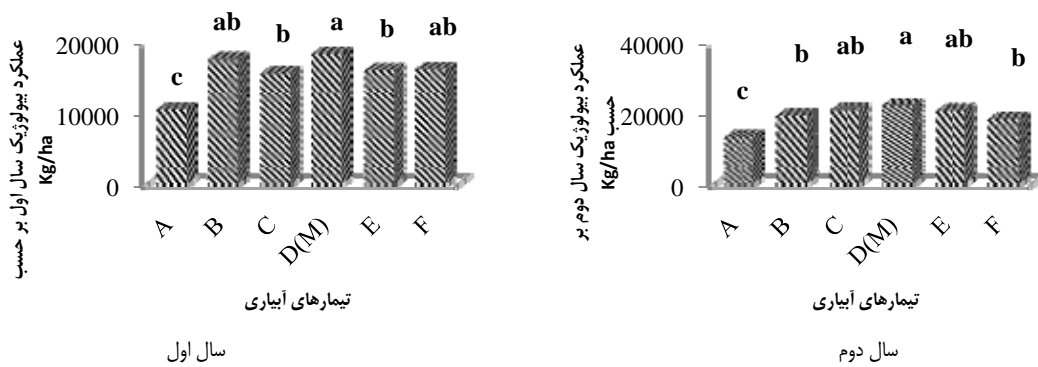 عملکرد بیولوژیک سال اول بر حسب
Kg/ha
20000
10000
0
c
ab
b
a
b
ab
A
B
C
D(M)
E
F
تیمارهای آبیاری
سال اول
عملکرد بیولوژیک سال دوم بر
حسب Kg/ha
40000
20000
0
c
b
ab
a
ab
b
A
B
C
D(M)
E
F
تیمارهای آبیاری
سال دوم